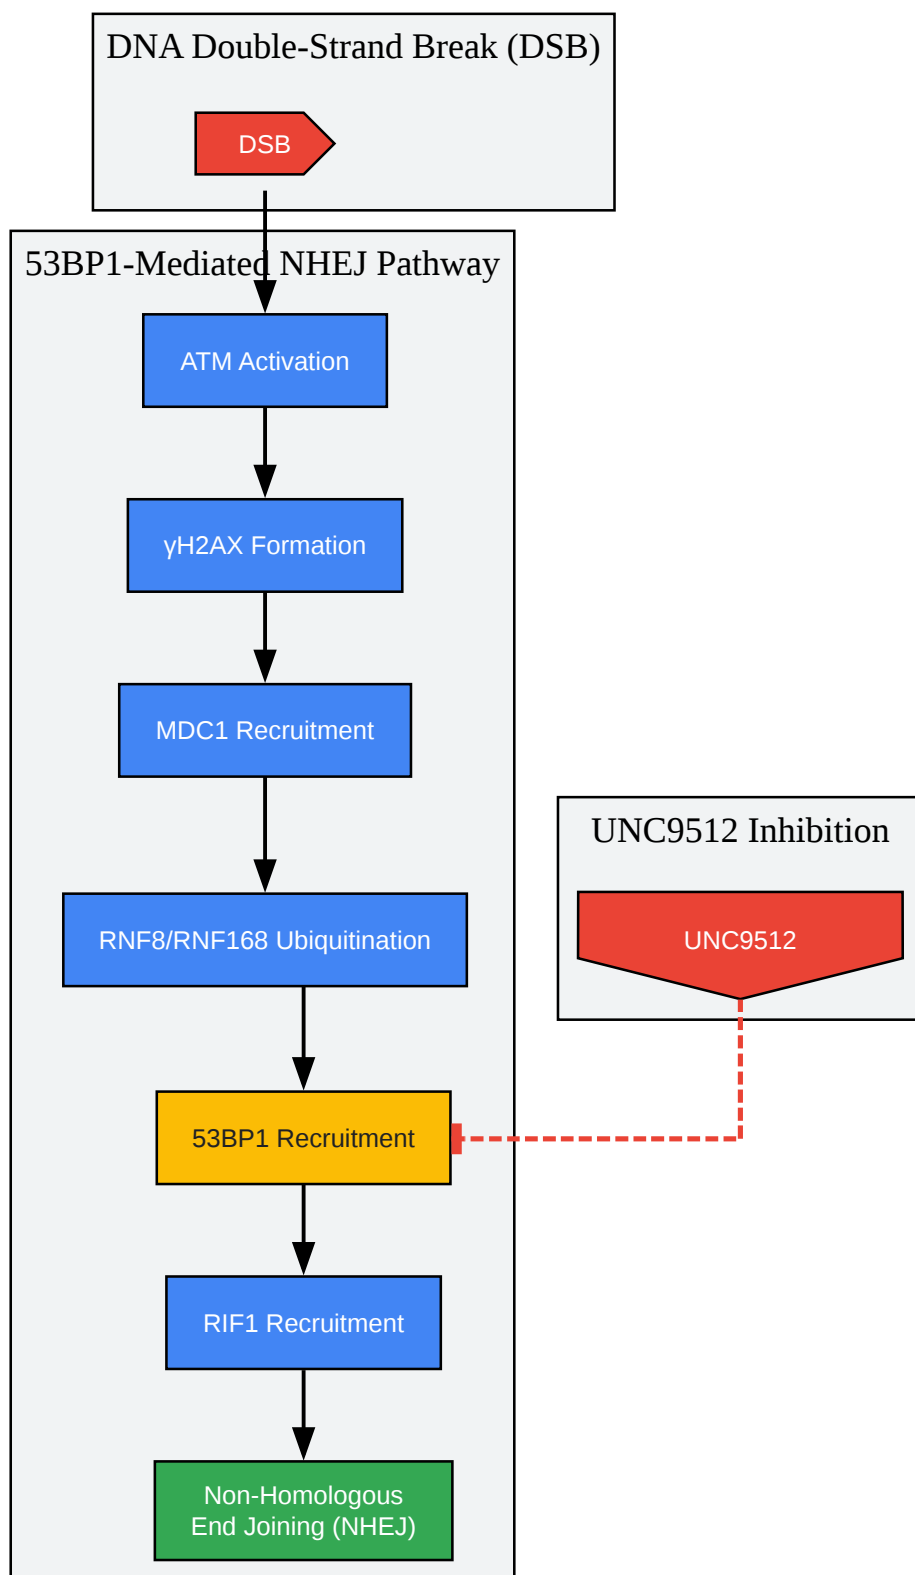 DNA Double-Strand Break (DSB)
DSB
53BP1-Mediated NHEJ Pathway
ATM Activation
γH2AX Formation
MDC1 Recruitment
UNC9512 Inhibition
RNF8/RNF168 Ubiquitination
UNC9512
53BP1 Recruitment
RIF1 Recruitment
Non-Homologous
End Joining (NHEJ)